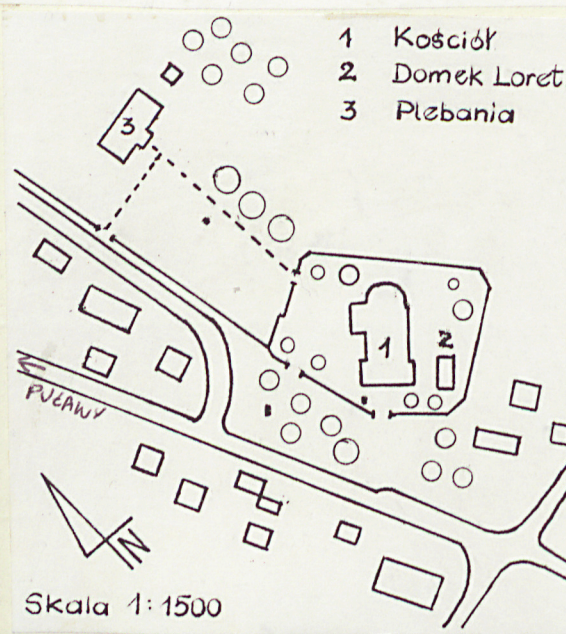 1 Kościół
2 Domek Loret
3 Plebania
3
1
2
PUŁAWY
N
Skala 1:1500